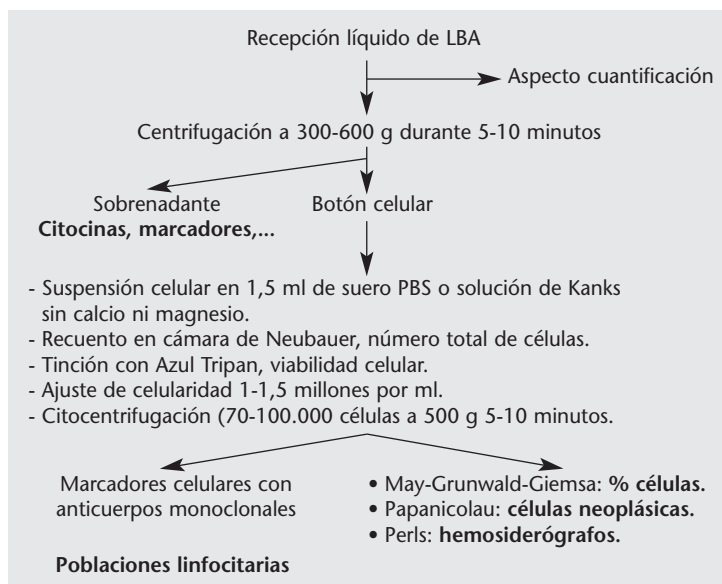 Recepción líquido de LBA
Aspecto cuantificación
Centrifugación a 300-600 g durante 5-10 minutos
Sobrenadante
Citocinas, marcadores,...
Botón celular
- Suspensión celular en 1,5 ml de suero PBS o solución de Kanks
sin calcio ni magnesio.
- Recuento en cámara de Neubauer, número total de células.
- Tinción con Azul Tripan, viabilidad celular.
- Ajuste de celularidad 1-1,5 millones por ml.
- Citocentrifugación (70-100.000 células a 500 g 5-10 minutos.
Marcadores celulares con
anticuerpos monoclonales
Poblaciones linfocitarias
• May-Grunwald-Giemsa: % células.
• Papanicolau: células neoplásicas.
• Perls: hemosiderógrafos.